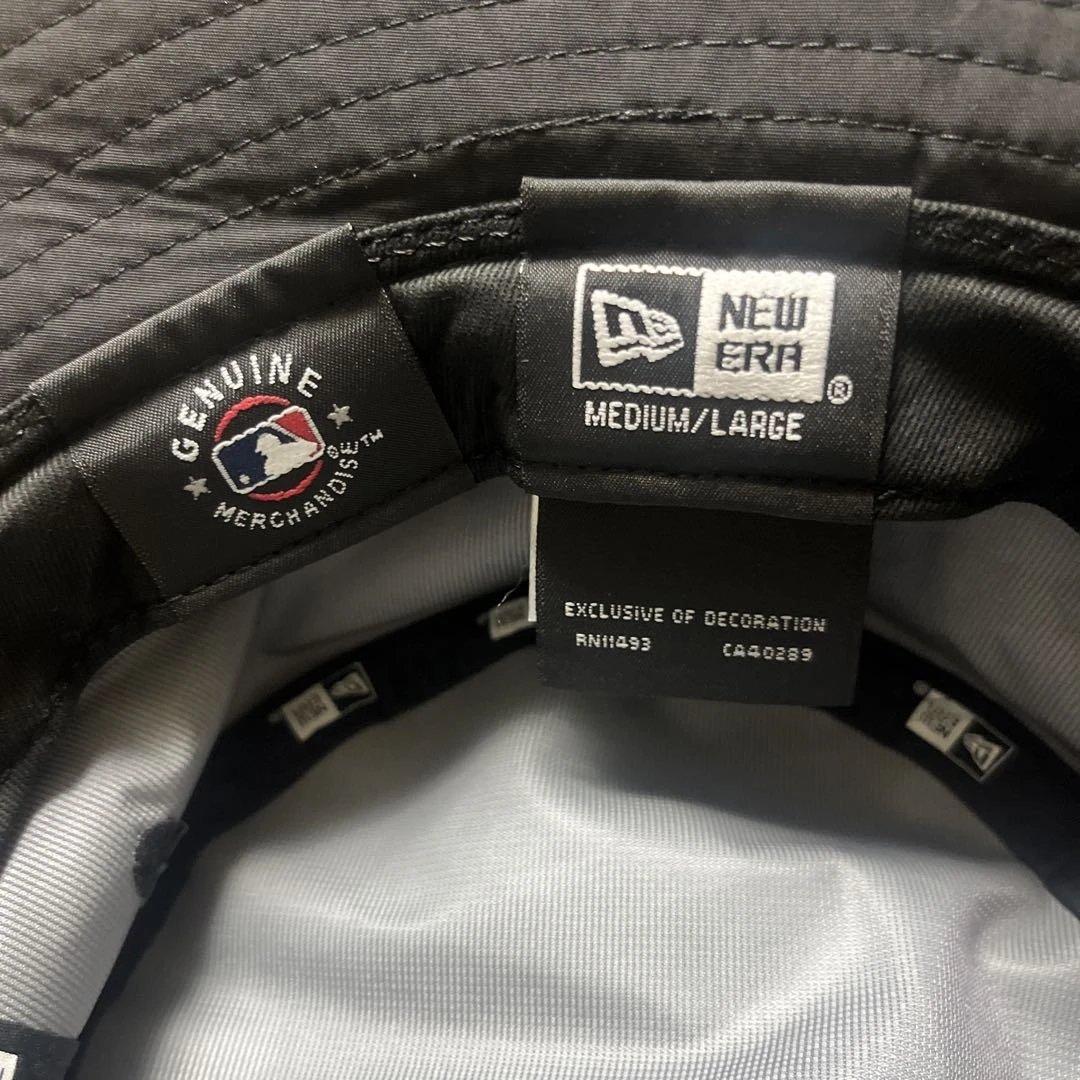 GENUINE
MERCHANDISE™
®
NEW
ERA
®
MEDIUM/LARGE
EXCLUSIVE OF DECORATION
RN11493 CA40289